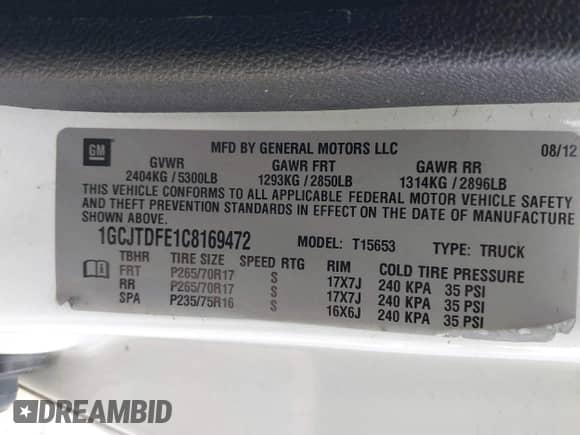 GM MFD BY GENERAL MOTORS LLC 08/12
GVWR GAWR FRT GAWR RR
2404KG / 5300LB 1293KG / 2850LB 1314KG / 2896LB
THIS VEHICLE CONFORMS TO ALL APPLICABLE FEDERAL MOTOR VEHICLE SAFETY
AND THEFT PREVENTION STANDARDS IN EFFECT ON THE DATE OF MANUFACTURE
SHOWN ABOVE.
1GCJTDFE1C8169472 MODEL: T15653 TYPE: TRUCK
TBHR TIRE SIZE SPEED RTG RIM COLD TIRE PRESSURE
FRT P265/70R17 S 17X7J 240 KPA 35 PSI
RR P265/70R17 S 17X7J 240 KPA 35 PSI
SPA P235/75R16 S 16X6J 240 KPA 35 PSI
DREAMBID